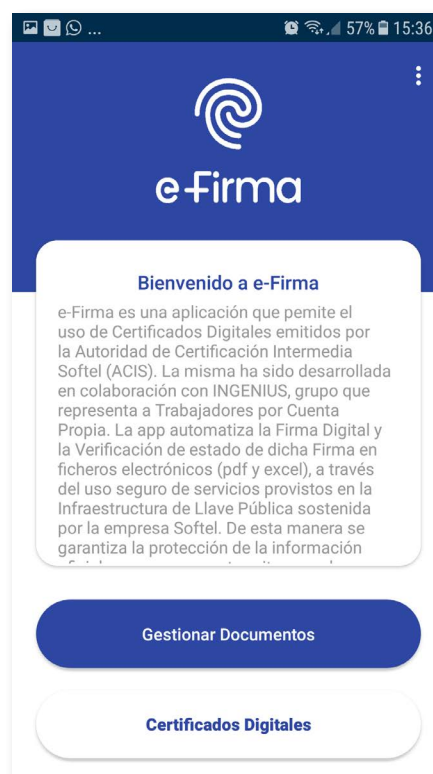 ... 57% 15:36
e-Firma
Bienvenido a e-Firma
e-Firma es una aplicación que pemite el
uso de Certificados Digitales emitidos por
la Autoridad de Certificación Intermedia
Softel (ACIS). La misma ha sido desarrollada
en colaboración con INGENIUS, grupo que
representa a Trabajadores por Cuenta
Propia. La app automatiza la Firma Digital y
la Verificación de estado de dicha Firma en
ficheros electrónicos (pdf y excel), a través
del uso seguro de servicios provistos en la
Infraestructura de Llave Pública sostenida
por la empresa Softel. De esta manera se
garantiza la protección de la información
Gestionar Documentos
Certificados Digitales